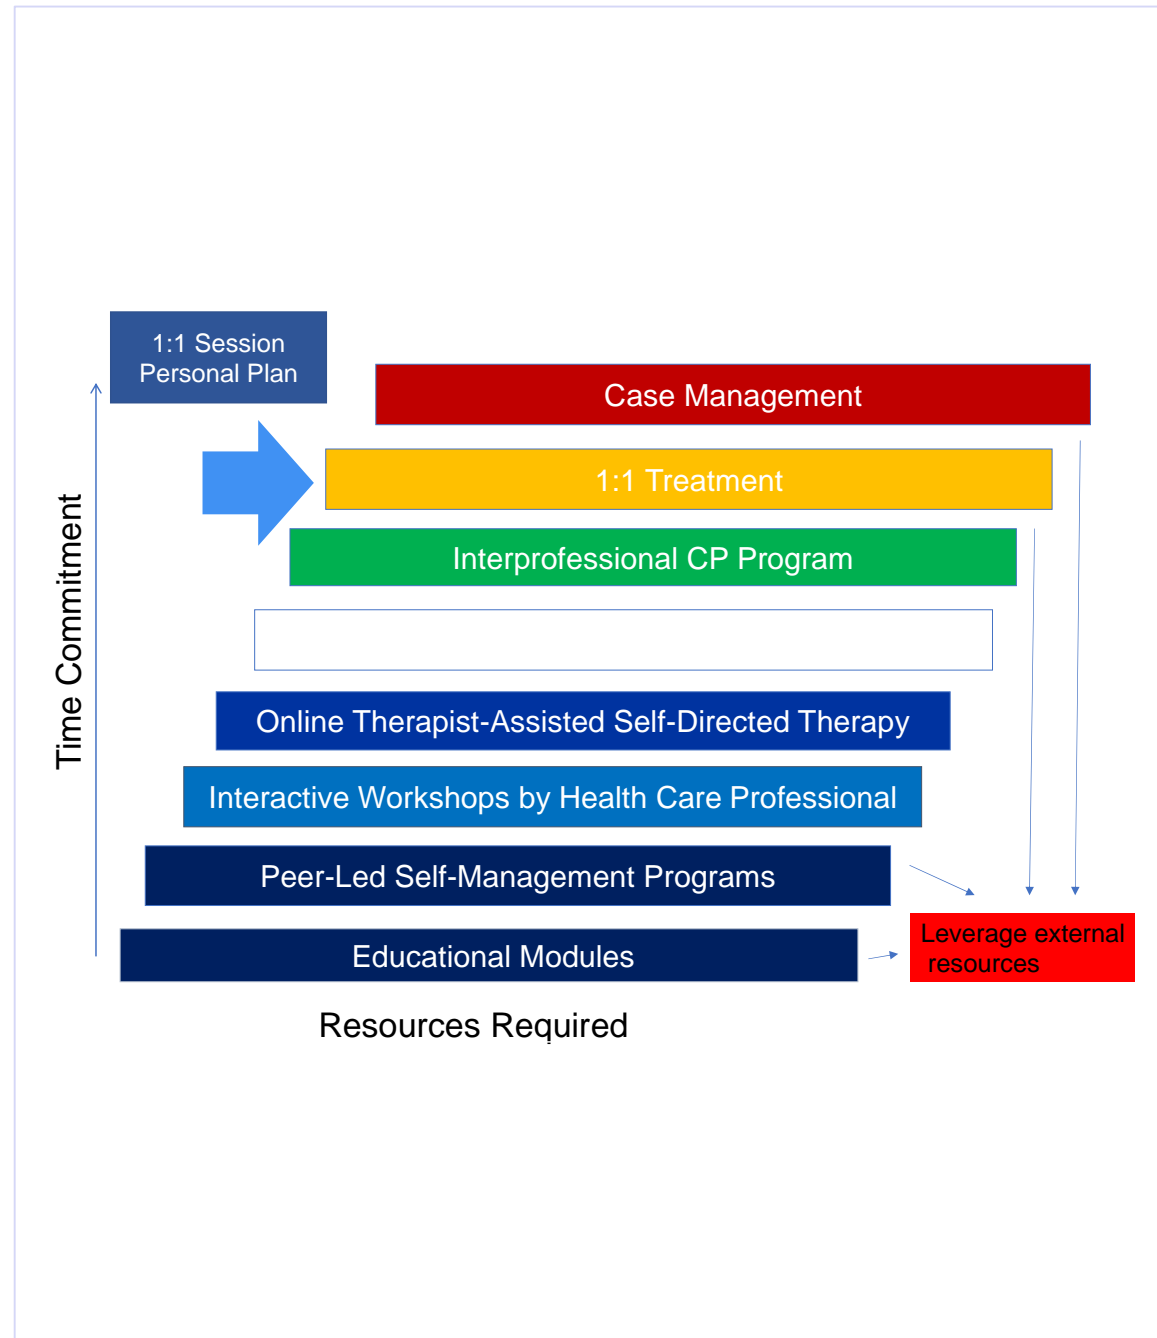 1:1 Session
Personal Plan
Case Management
1:1 Treatment
Interprofessional CP Program
Online Therapist-Assisted Self-Directed Therapy
Interactive Workshops by Health Care Professional
Peer-Led Self-Management Programs
Educational Modules
Leverage external
resources
Time Commitment
Resources Required